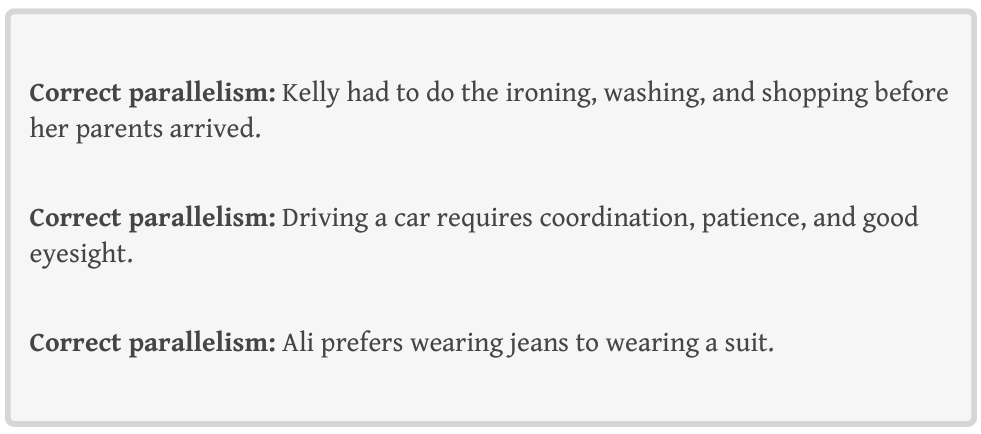 Correct parallelism: Kelly had to do the ironing, washing, and shopping before
her parents arrived.
Correct parallelism: Driving a car requires coordination, patience, and good
eyesight.
Correct parallelism: Ali prefers wearing jeans to wearing a suit.